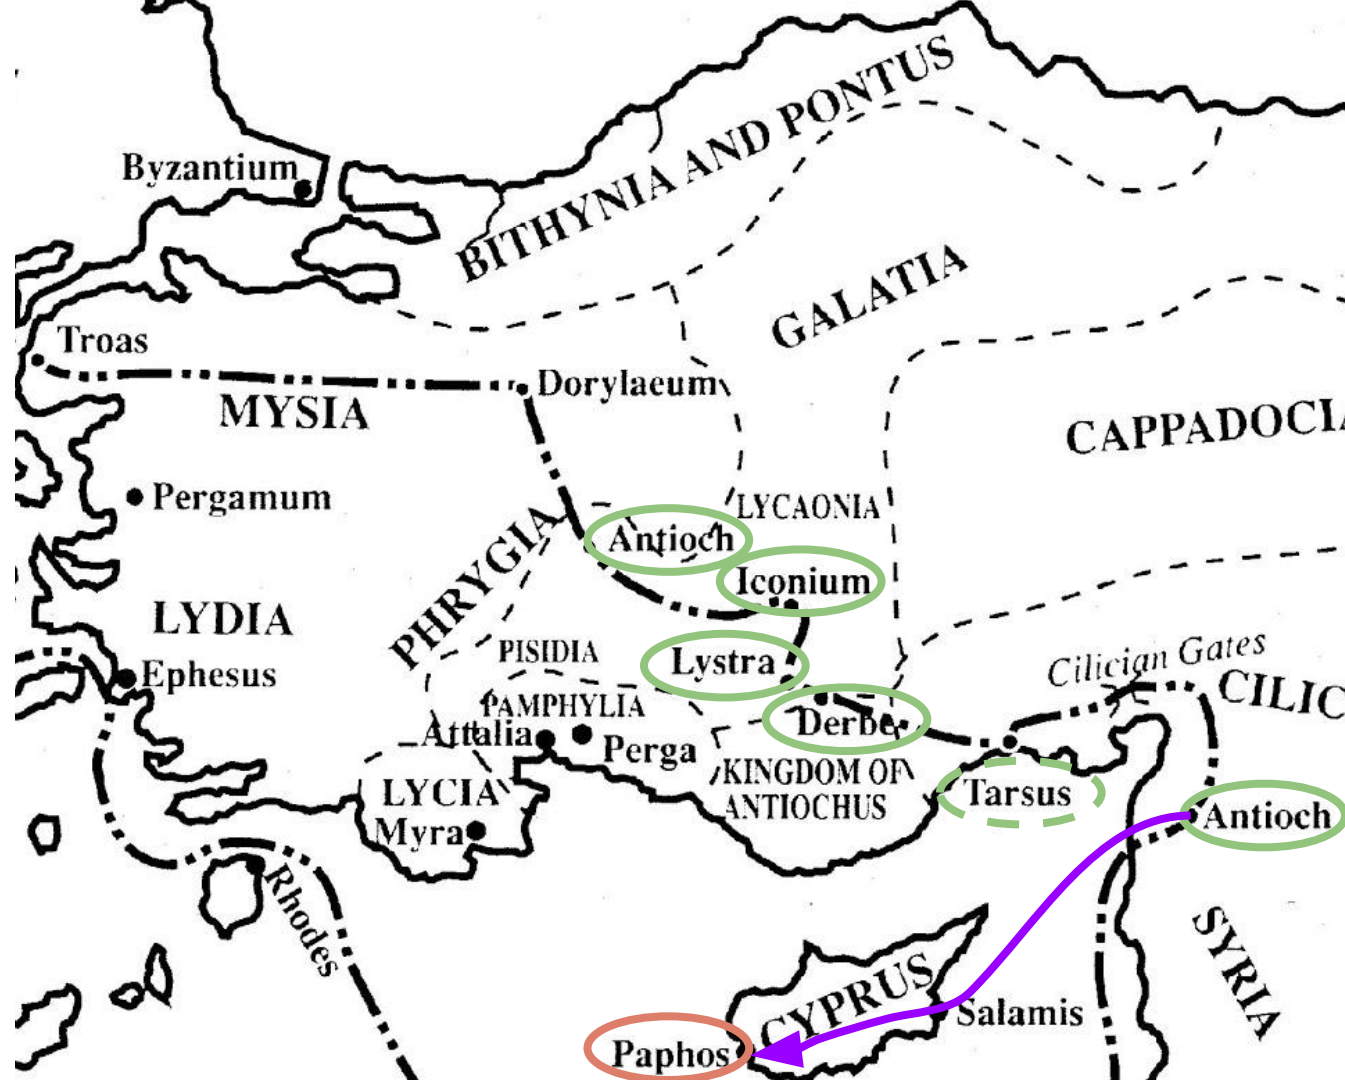 BITHYNIA AND PONTUS
Byzantium
GALATIA
Troas
Dorylaeum
MYSIA
CAPPADOCIA
Pergamum
LYCAONIA
Antioch
PHRYGIA
Iconium
LYDIA
PISIDIA
Lystra
Cilician Gates
Ephesus
CILIC
PAMPHYLIA
Attalia
Perga
Derbe
KINGDOM OF
ANTIOCHUS
LYCIA
Tarsus
Myra
Antioch
Rhodes
SYRIA
CYPRUS
Salamis
Paphos